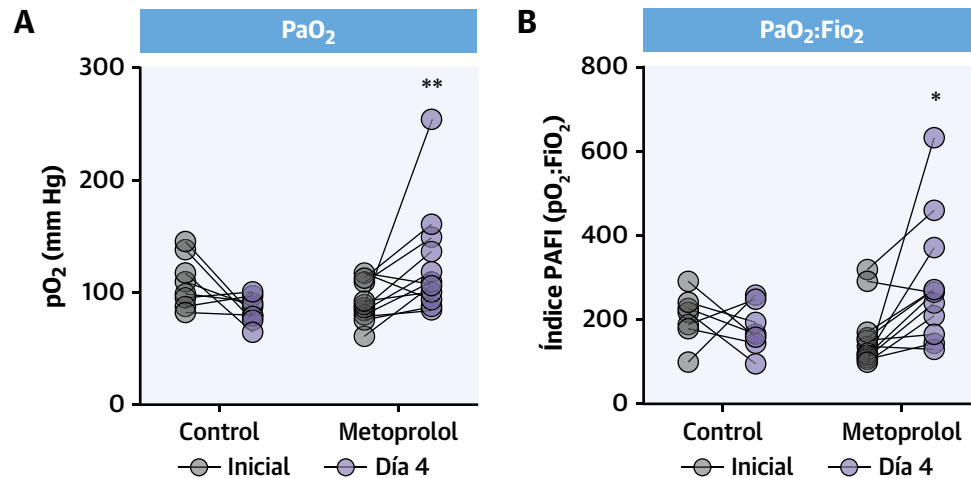 A
PaO₂
pO₂ (mm Hg)
300
200
100
0
**
Control
Metoprolol
Inicial
Día 4
B
PaO₂:Fio₂
Índice PAFI (pO₂:FiO₂)
800
600
400
200
0
*
Control
Metoprolol
Inicial
Día 4